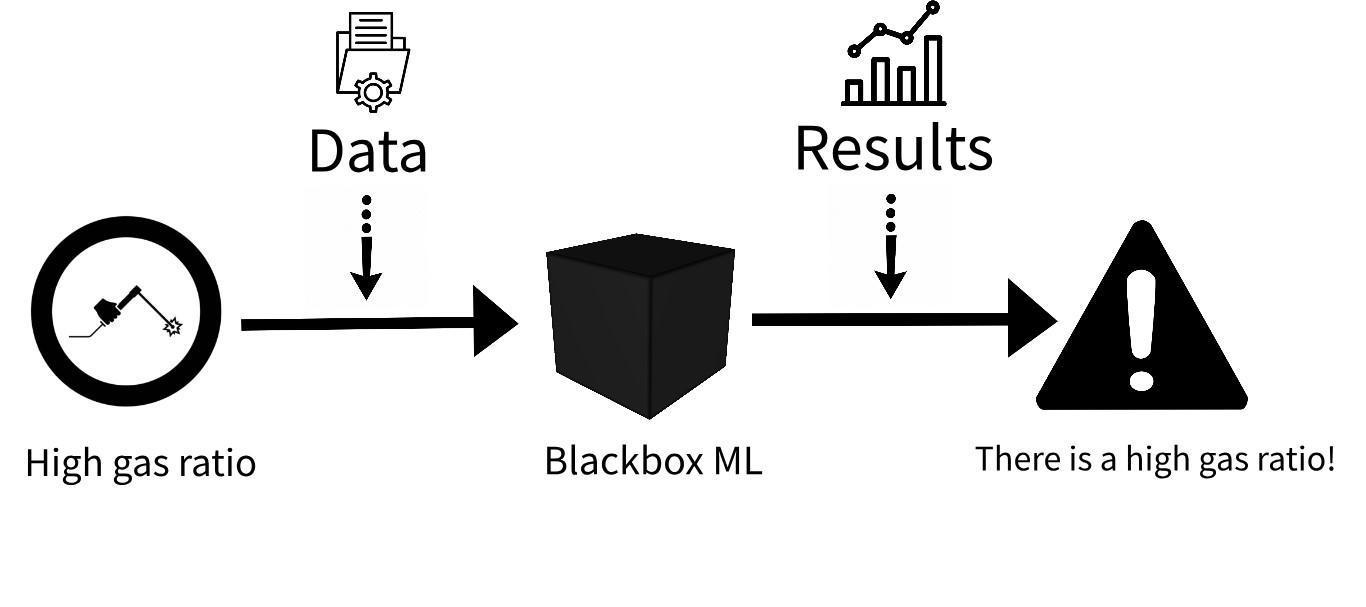 Data
Results
High gas ratio
Blackbox ML
There is a high gas ratio!